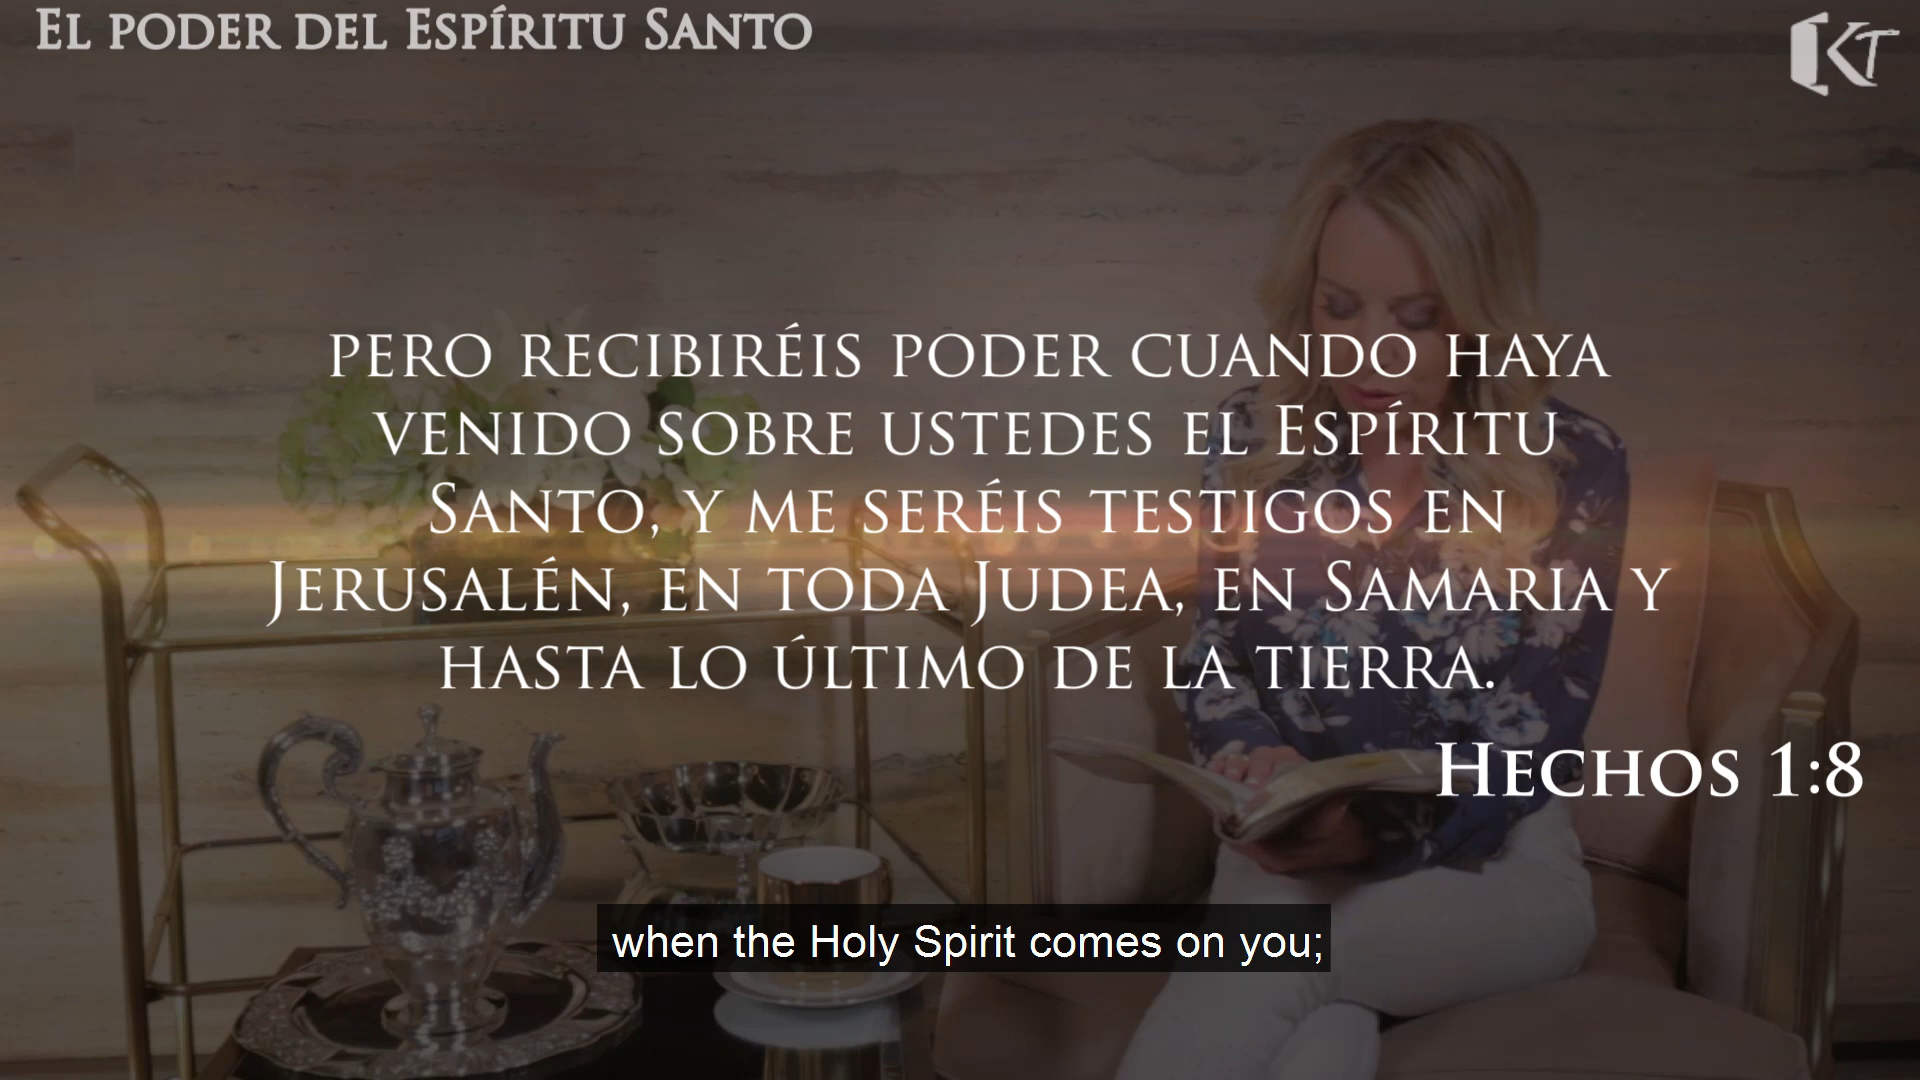 El poder del Espíritu Santo
KT
pero recibiréis poder cuando haya
venido sobre ustedes el Espíritu
Santo, y me seréis testigos en
Jerusalén, en toda Judea, en Samaria y
hasta lo último de la tierra.
Hechos 1:8
when the Holy Spirit comes on you;